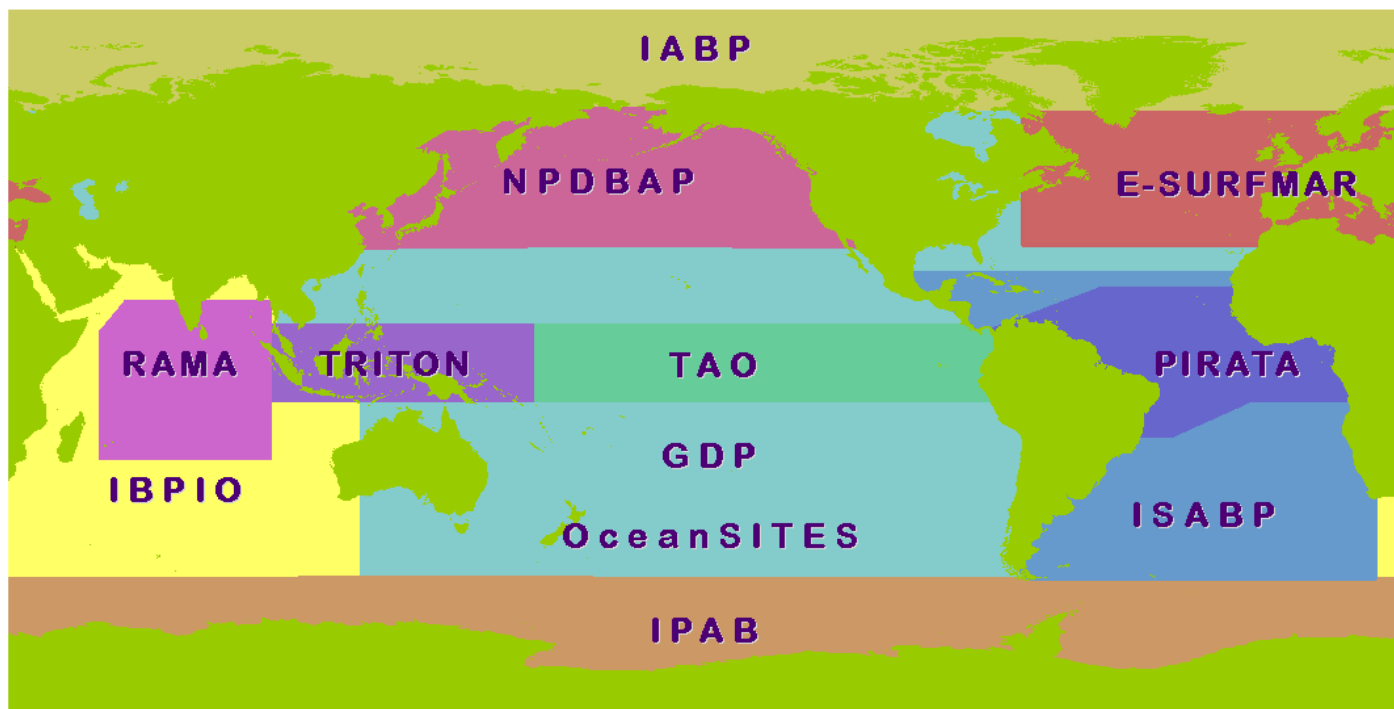 IABP
NPDBAP
E-SURFMAR
RAMA
TRITON
TAO
PIRATA
GDP
IBPIO
ISABP
OceanSITES
IPAB